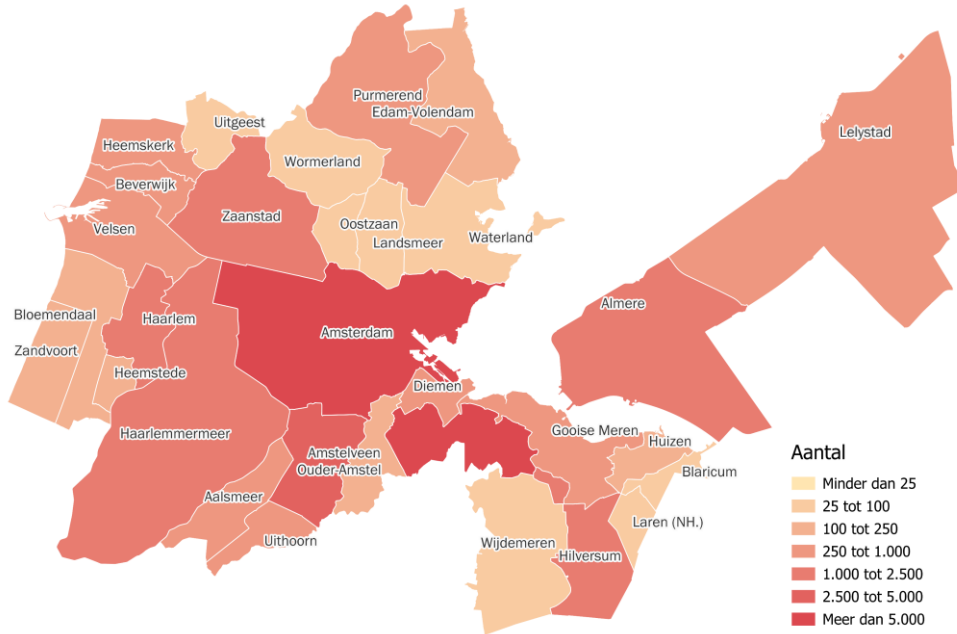 Purmerend
Edam-Volendam
Lelystad
Uitgeest
Heemskerk
Wormerland
Beverwijk
Zaanstad
Velsen
Oostzaan
Landsmeer
Waterland
Almere
Bloemendaal
Haarlem
Amsterdam
Zandvoort
Heemstede
Diemen
Haarlemmermeer
Gooise Meren
Huizen
Amstelveen
Ouder-Amstel
Blaricum
Aalsmeer
Laren (NH.)
Uithoorn
Wijdemeren
Hilversum
Aantal
Minder dan 25
25 tot 100
100 tot 250
250 tot 1.000
1.000 tot 2.500
2.500 tot 5.000
Meer dan 5.000